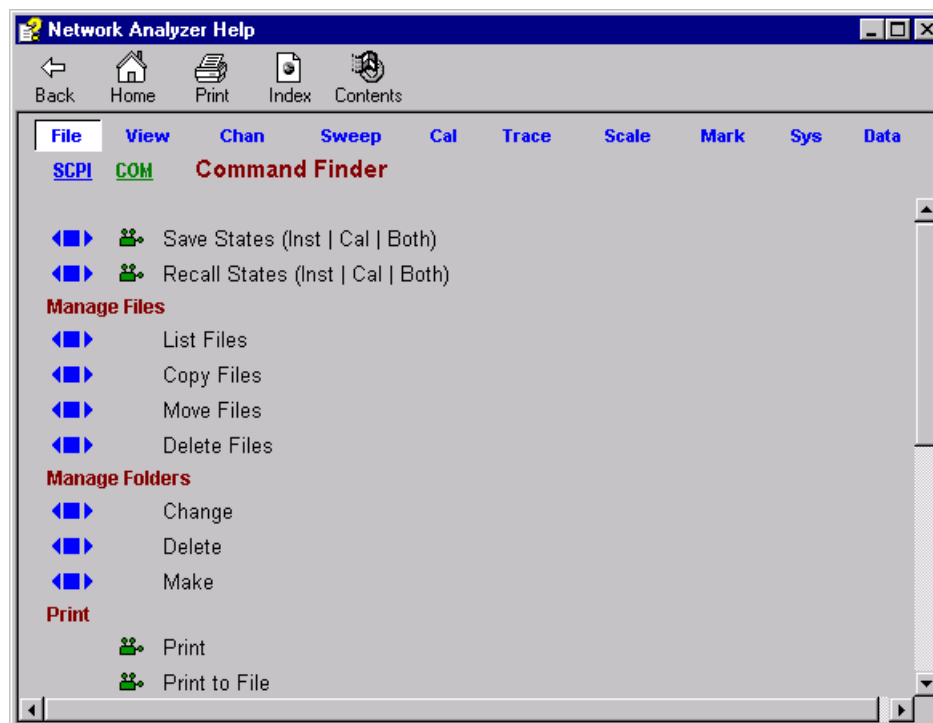 Network Analyzer Help
Back Home Print Index Contents
File View Chan Sweep Cal Trace Scale Mark Sys Data
SCPI COM Command Finder
Save States (Inst | Cal | Both)
Recall States (Inst | Cal | Both)
Manage Files
List Files
Copy Files
Move Files
Delete Files
Manage Folders
Change
Delete
Make
Print
Print
Print to File